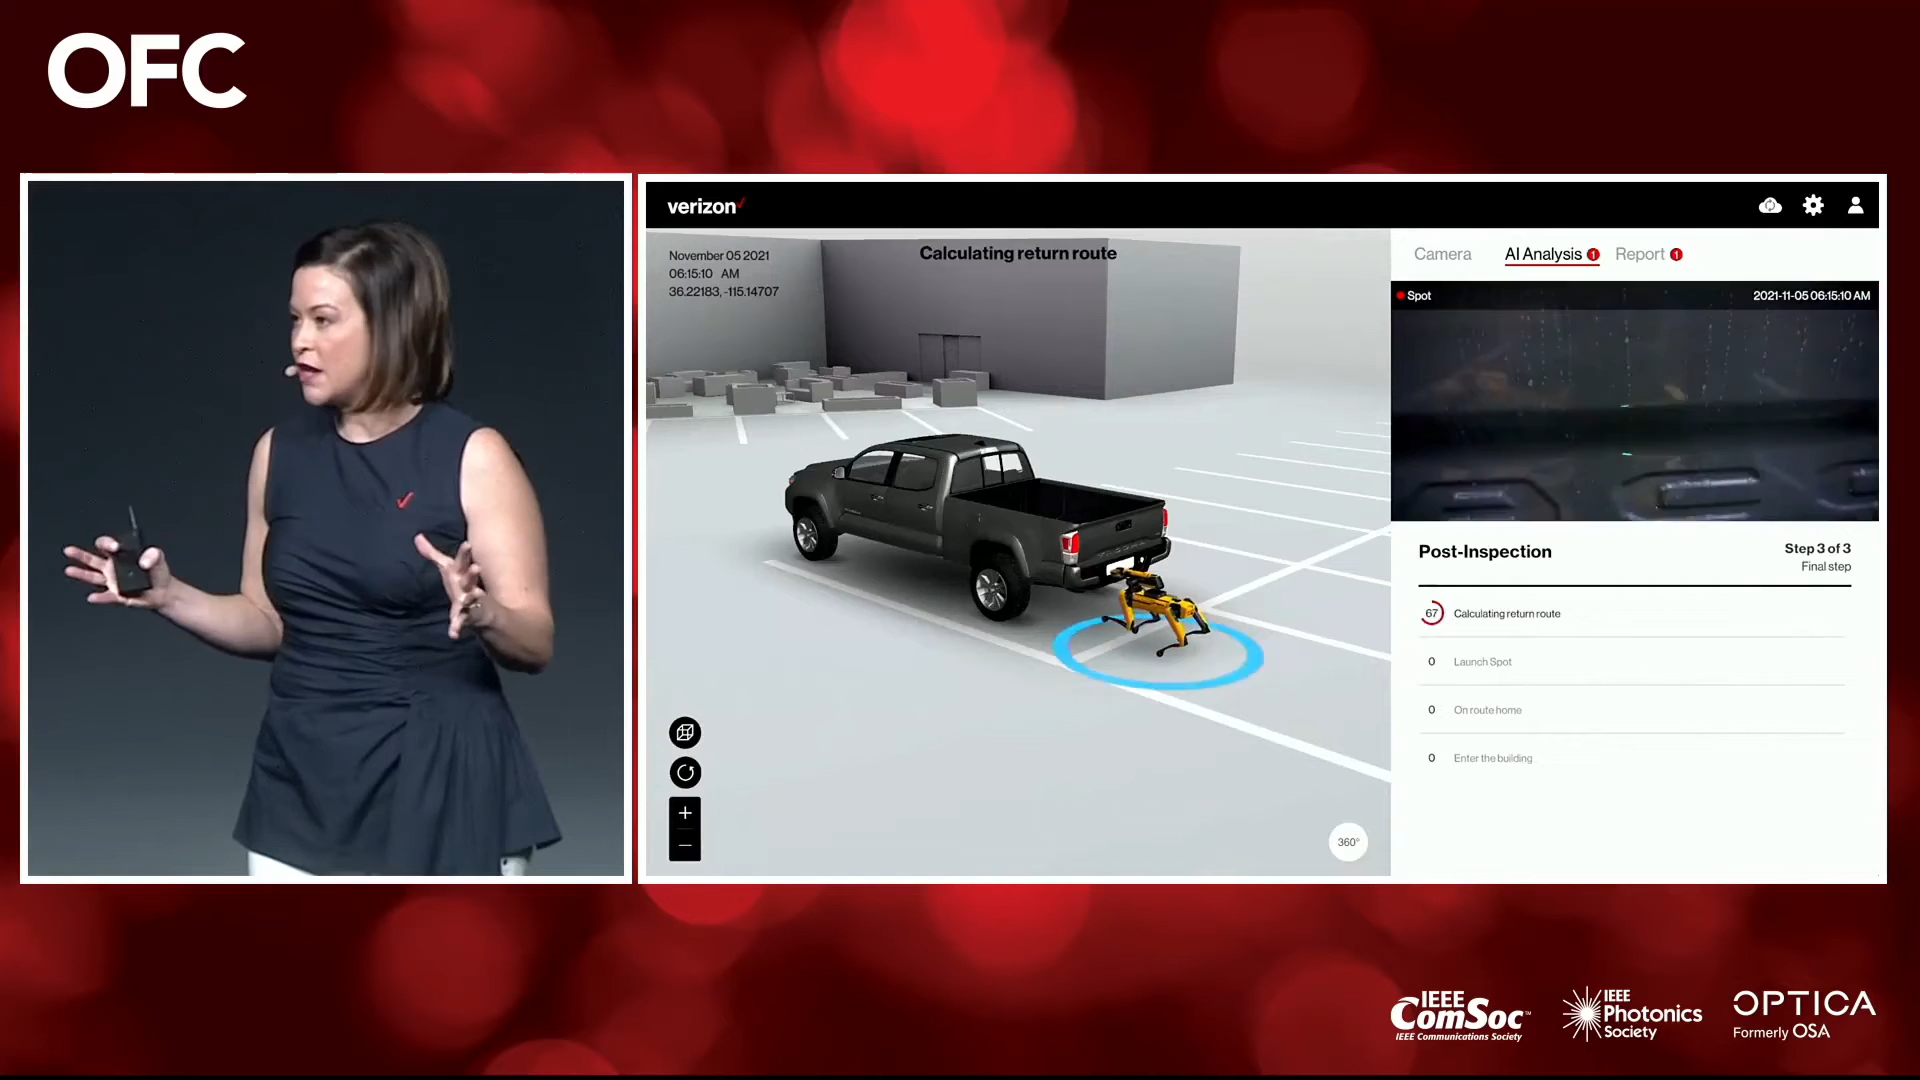 OFC
verizon✓
November 05 2021
06:15:10 AM
36.22183, -115.14707
Calculating return route
360°
Camera
AI Analysis 1
Report 1
Spot
2021-11-05 06:15:10 AM
Post-Inspection
Step 3 of 3
Final step
67 Calculating return route
0 Launch Spot
0 On route home
0 Enter the building
IEEE
ComSoc™
IEEE Communications Society
IEEE
Photonics
Society
OPTICA
Formerly OSA